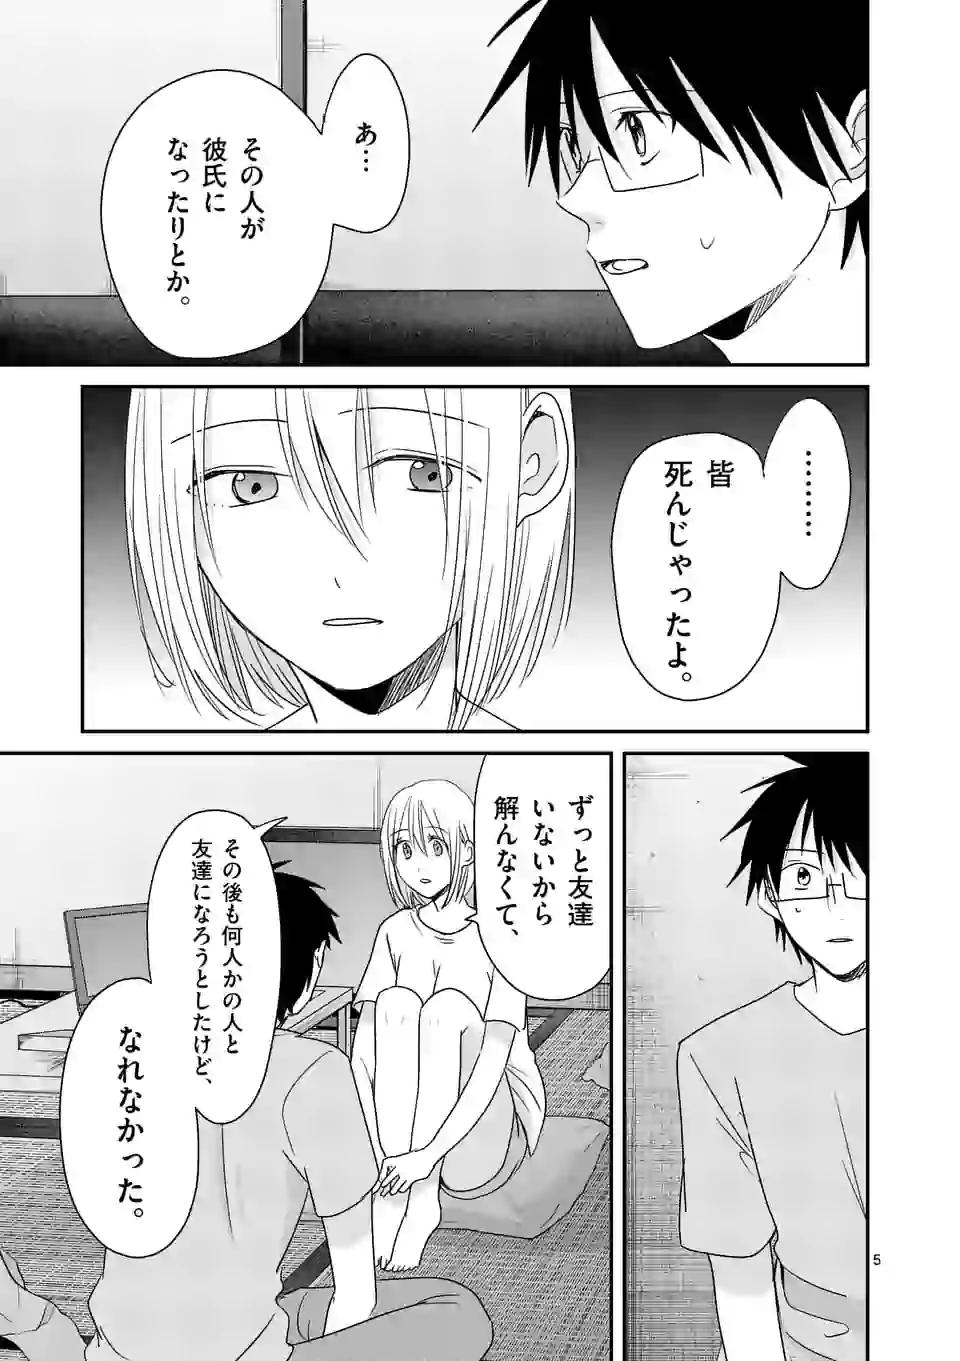 あ…
その人が
彼氏に
なったりとか。
………
皆
死んじゃったよ。
ずっと友達
いないから
解んなくて、
その後も何人かの人と
友達になろうとしたけど、
なれなかった。
5